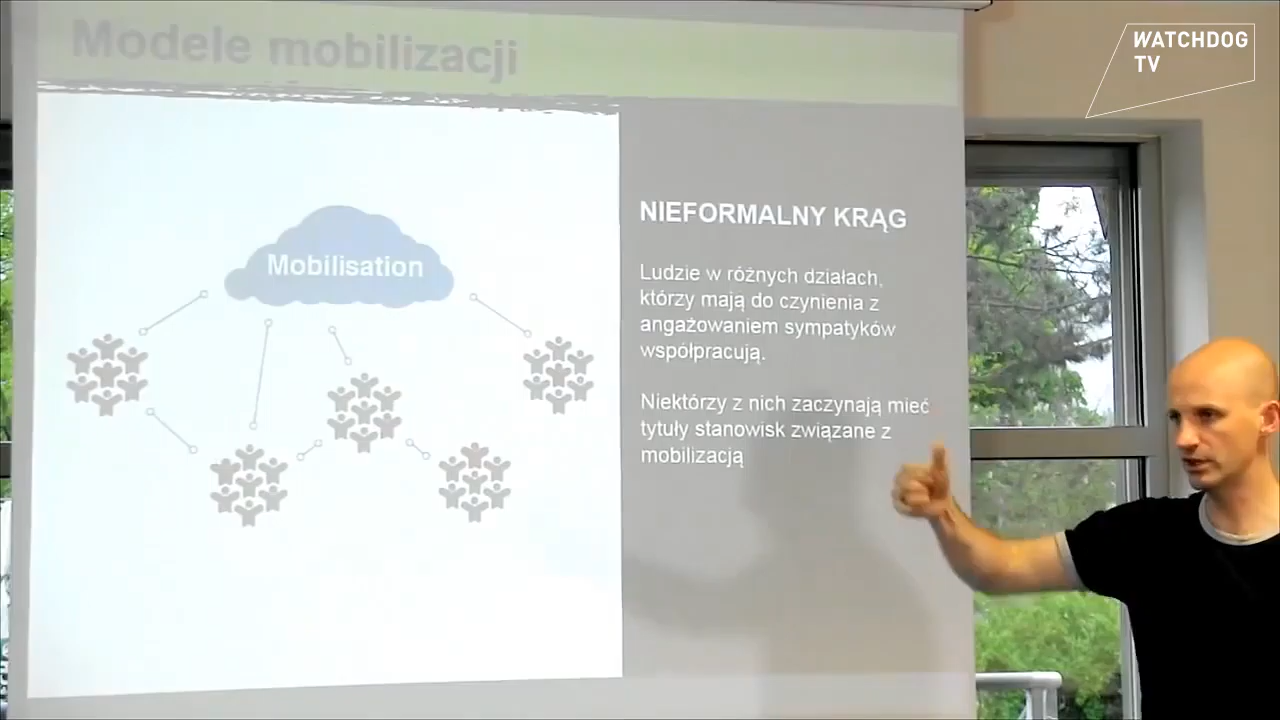 Modele mobilizacji
WATCHDOG
TV
Mobilisation
NIEFORMALNY KRĄG
Ludzie w różnych działach,
którzy mają do czynienia z
angażowaniem sympatyków
współpracują.
Niektórzy z nich zaczynają mieć
tytuły stanowisk związane z
mobilizacją